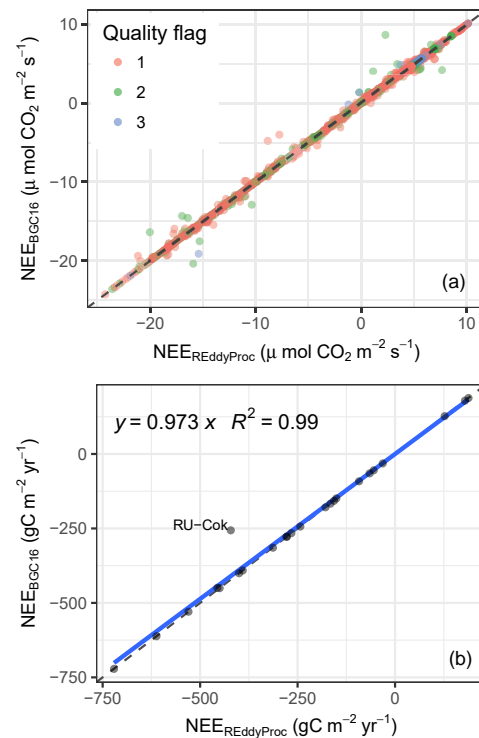 10
0
−10
−20
NEE_BGC16 (μ mol CO₂ m⁻² s⁻¹)
Quality flag
1
2
3
(a)
−20 −10 0 10
NEE_REddyProc (μ mol CO₂ m⁻² s⁻¹)
y = 0.973 x R² = 0.99
0
−250
−500
−750
NEE_BGC16 (gC m⁻² yr⁻¹)
RU−Cok
(b)
−750 −500 −250 0
NEE_REddyProc (gC m⁻² yr⁻¹)